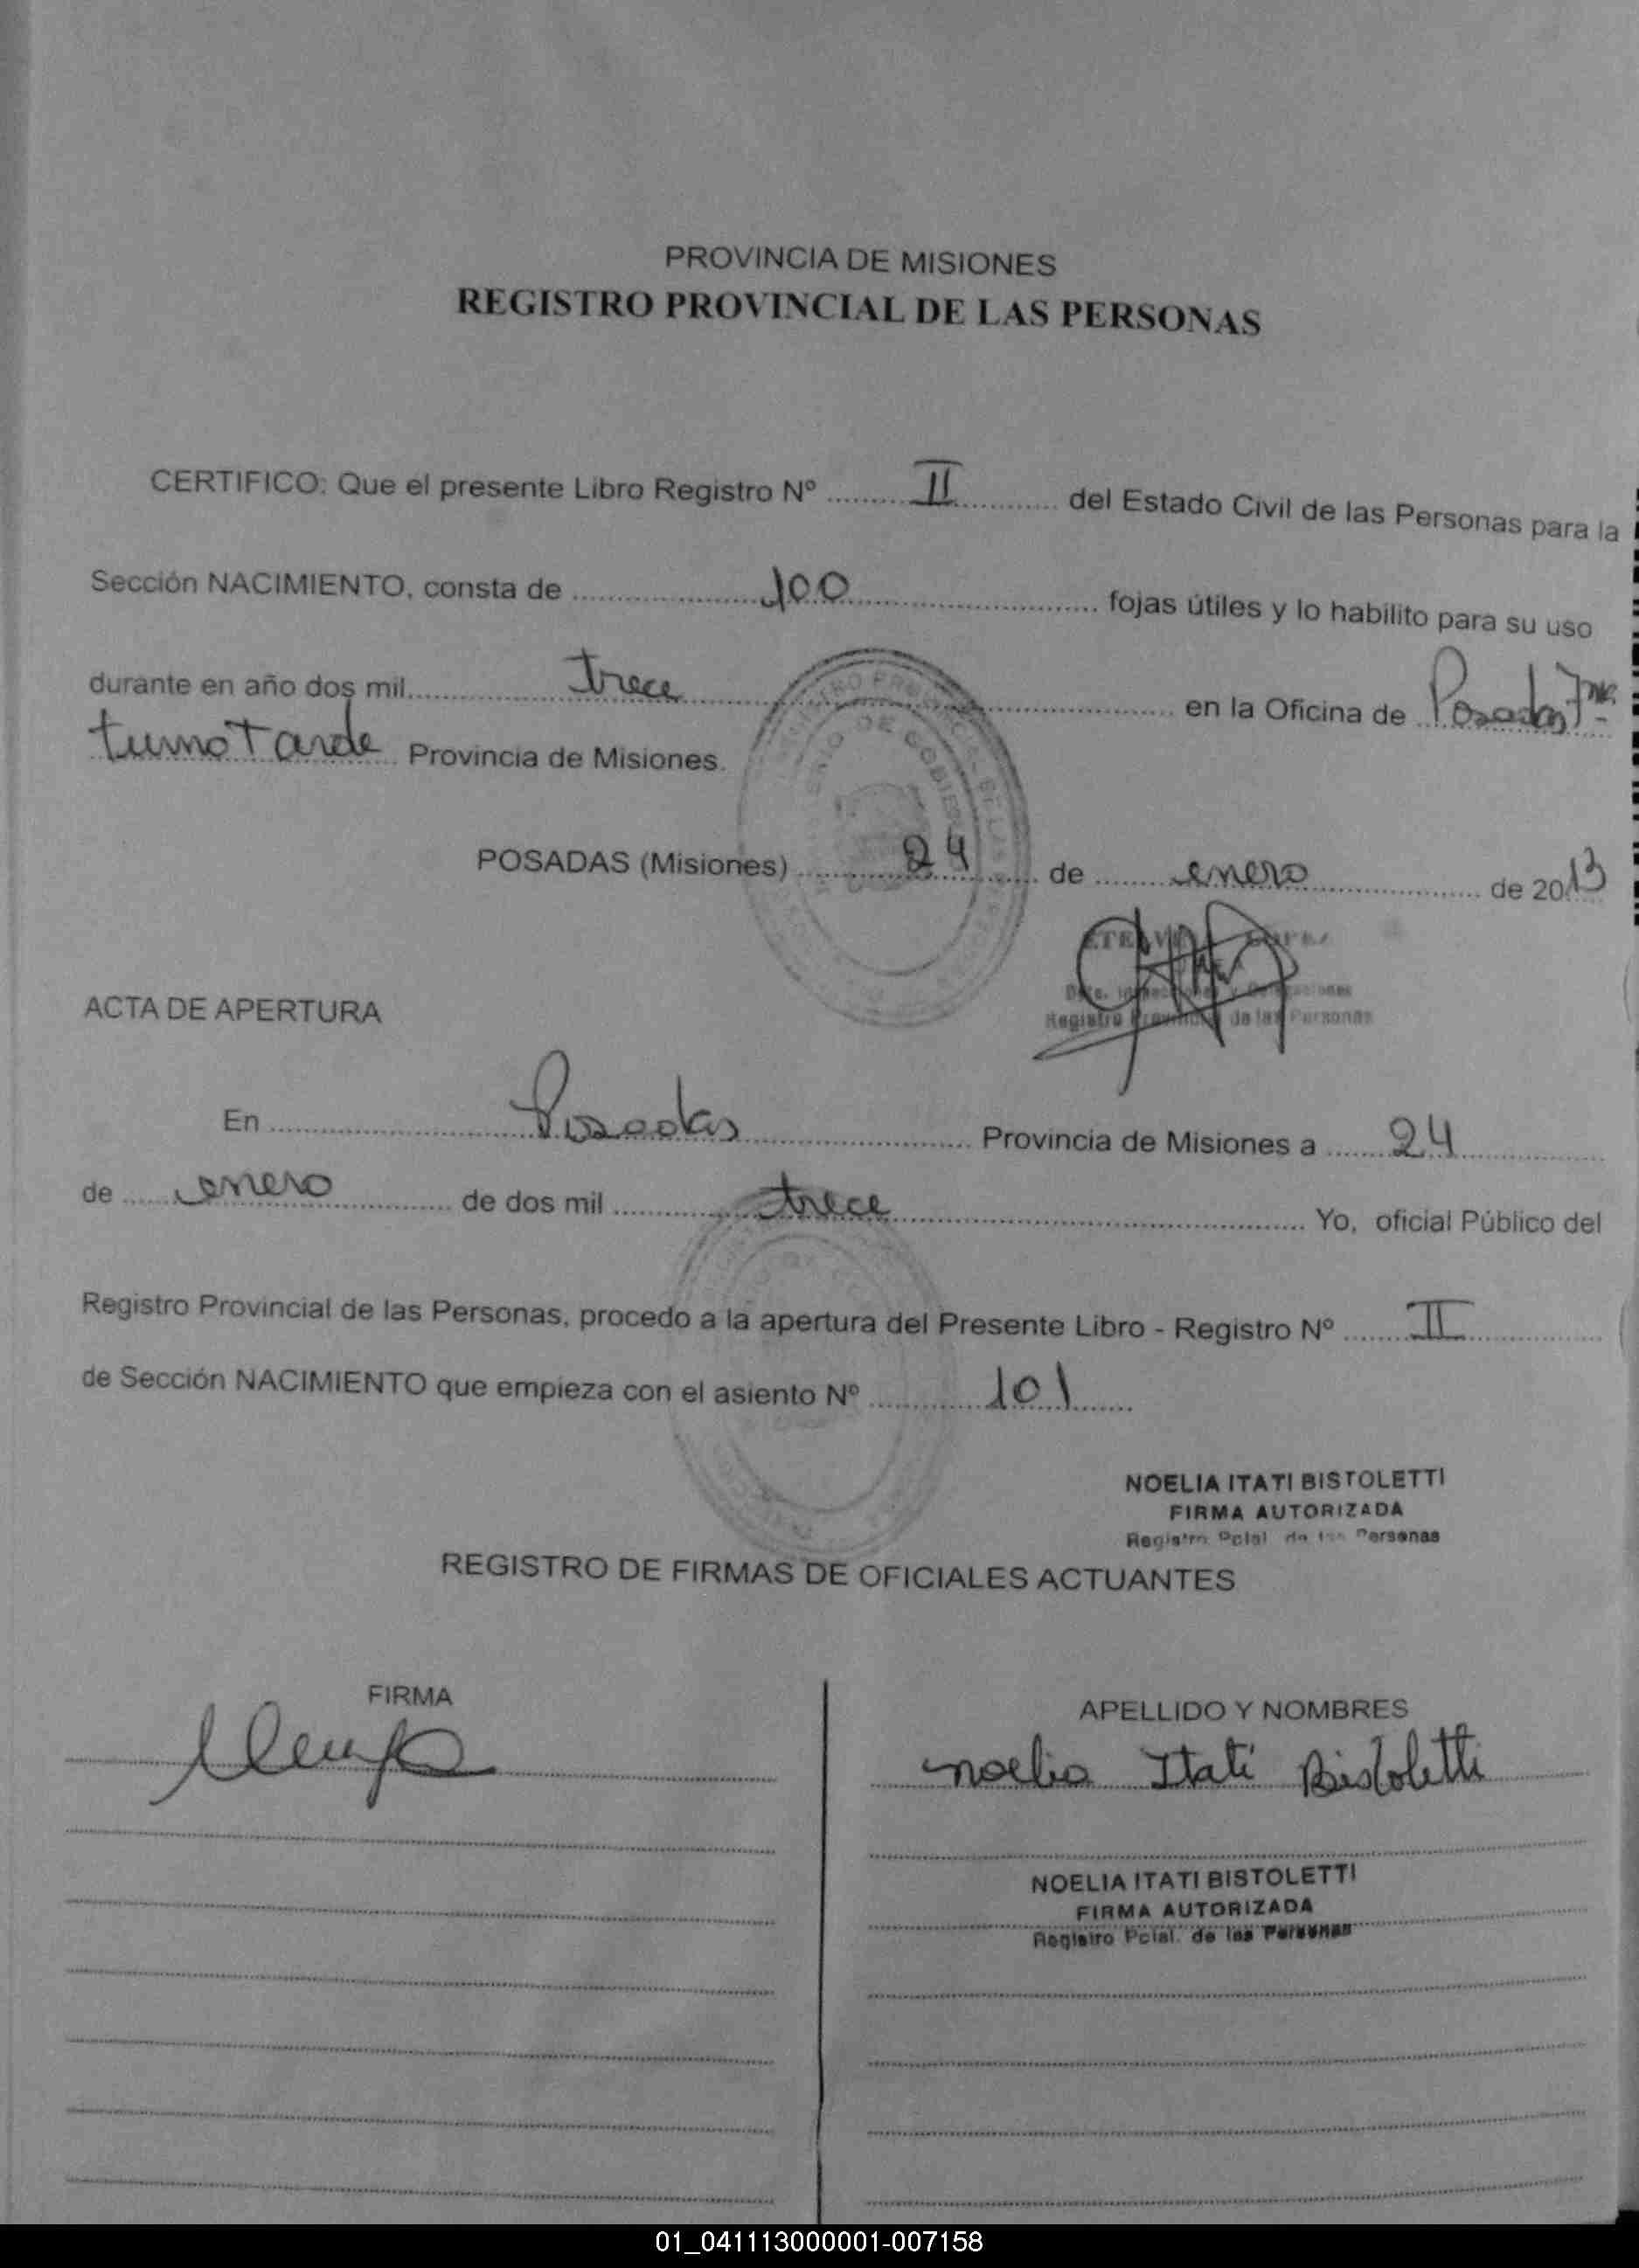 PROVINCIA DE MISIONES
REGISTRO PROVINCIAL DE LAS PERSONAS
CERTIFICO: Que el presente Libro Registro Nº II del Estado Civil de las Personas para la
Sección NACIMIENTO, consta de 100 fojas útiles y lo habilito para su uso
durante en año dos mil trece en la Oficina de Posadas
turno Tarde Provincia de Misiones.
POSADAS (Misiones) 24 de enero de 2013
Registro Provincial de las Personas
ACTA DE APERTURA
En Posadas Provincia de Misiones a 24
de enero de dos mil trece Yo, oficial Público del
Registro Provincial de las Personas, procedo a la apertura del Presente Libro - Registro Nº II
de Sección NACIMIENTO que empieza con el asiento Nº 101
NOELIA ITATI BISTOLETTI
FIRMA AUTORIZADA
Registro Pcial. de las Personas
REGISTRO DE FIRMAS DE OFICIALES ACTUANTES
FIRMA
APELLIDO Y NOMBRES
Noelia Itatí Bistoletti
NOELIA ITATI BISTOLETTI
FIRMA AUTORIZADA
Registro Pcial. de las Personas
01_041113000001-007158